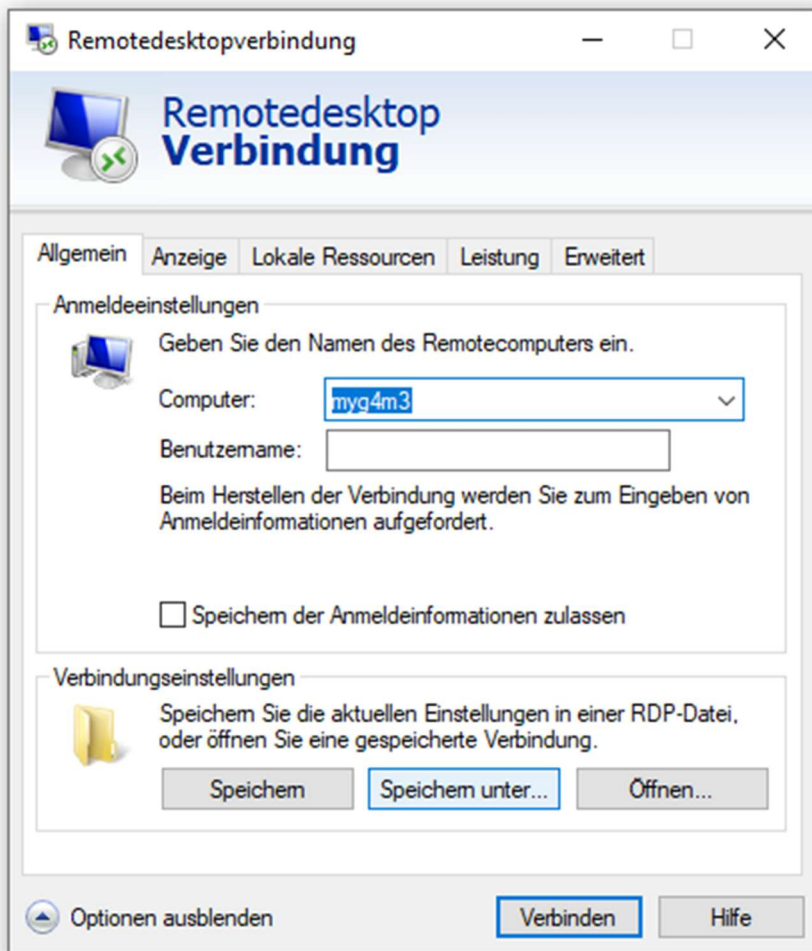 Remotedesktopverbindung
Remotedesktop
Verbindung
Allgemein Anzeige Lokale Ressourcen Leistung Erweitert
Anmeldeeinstellungen
Geben Sie den Namen des Remotecomputers ein.
Computer: myg4m3
Benutzername:
Beim Herstellen der Verbindung werden Sie zum Eingeben von
Anmeldeinformationen aufgefordert.
Speichern der Anmeldeinformationen zulassen
Verbindungseinstellungen
Speichern Sie die aktuellen Einstellungen in einer RDP-Datei,
oder öffnen Sie eine gespeicherte Verbindung.
Speichern Speichern unter... Öffnen...
Optionen ausblenden Verbinden Hilfe